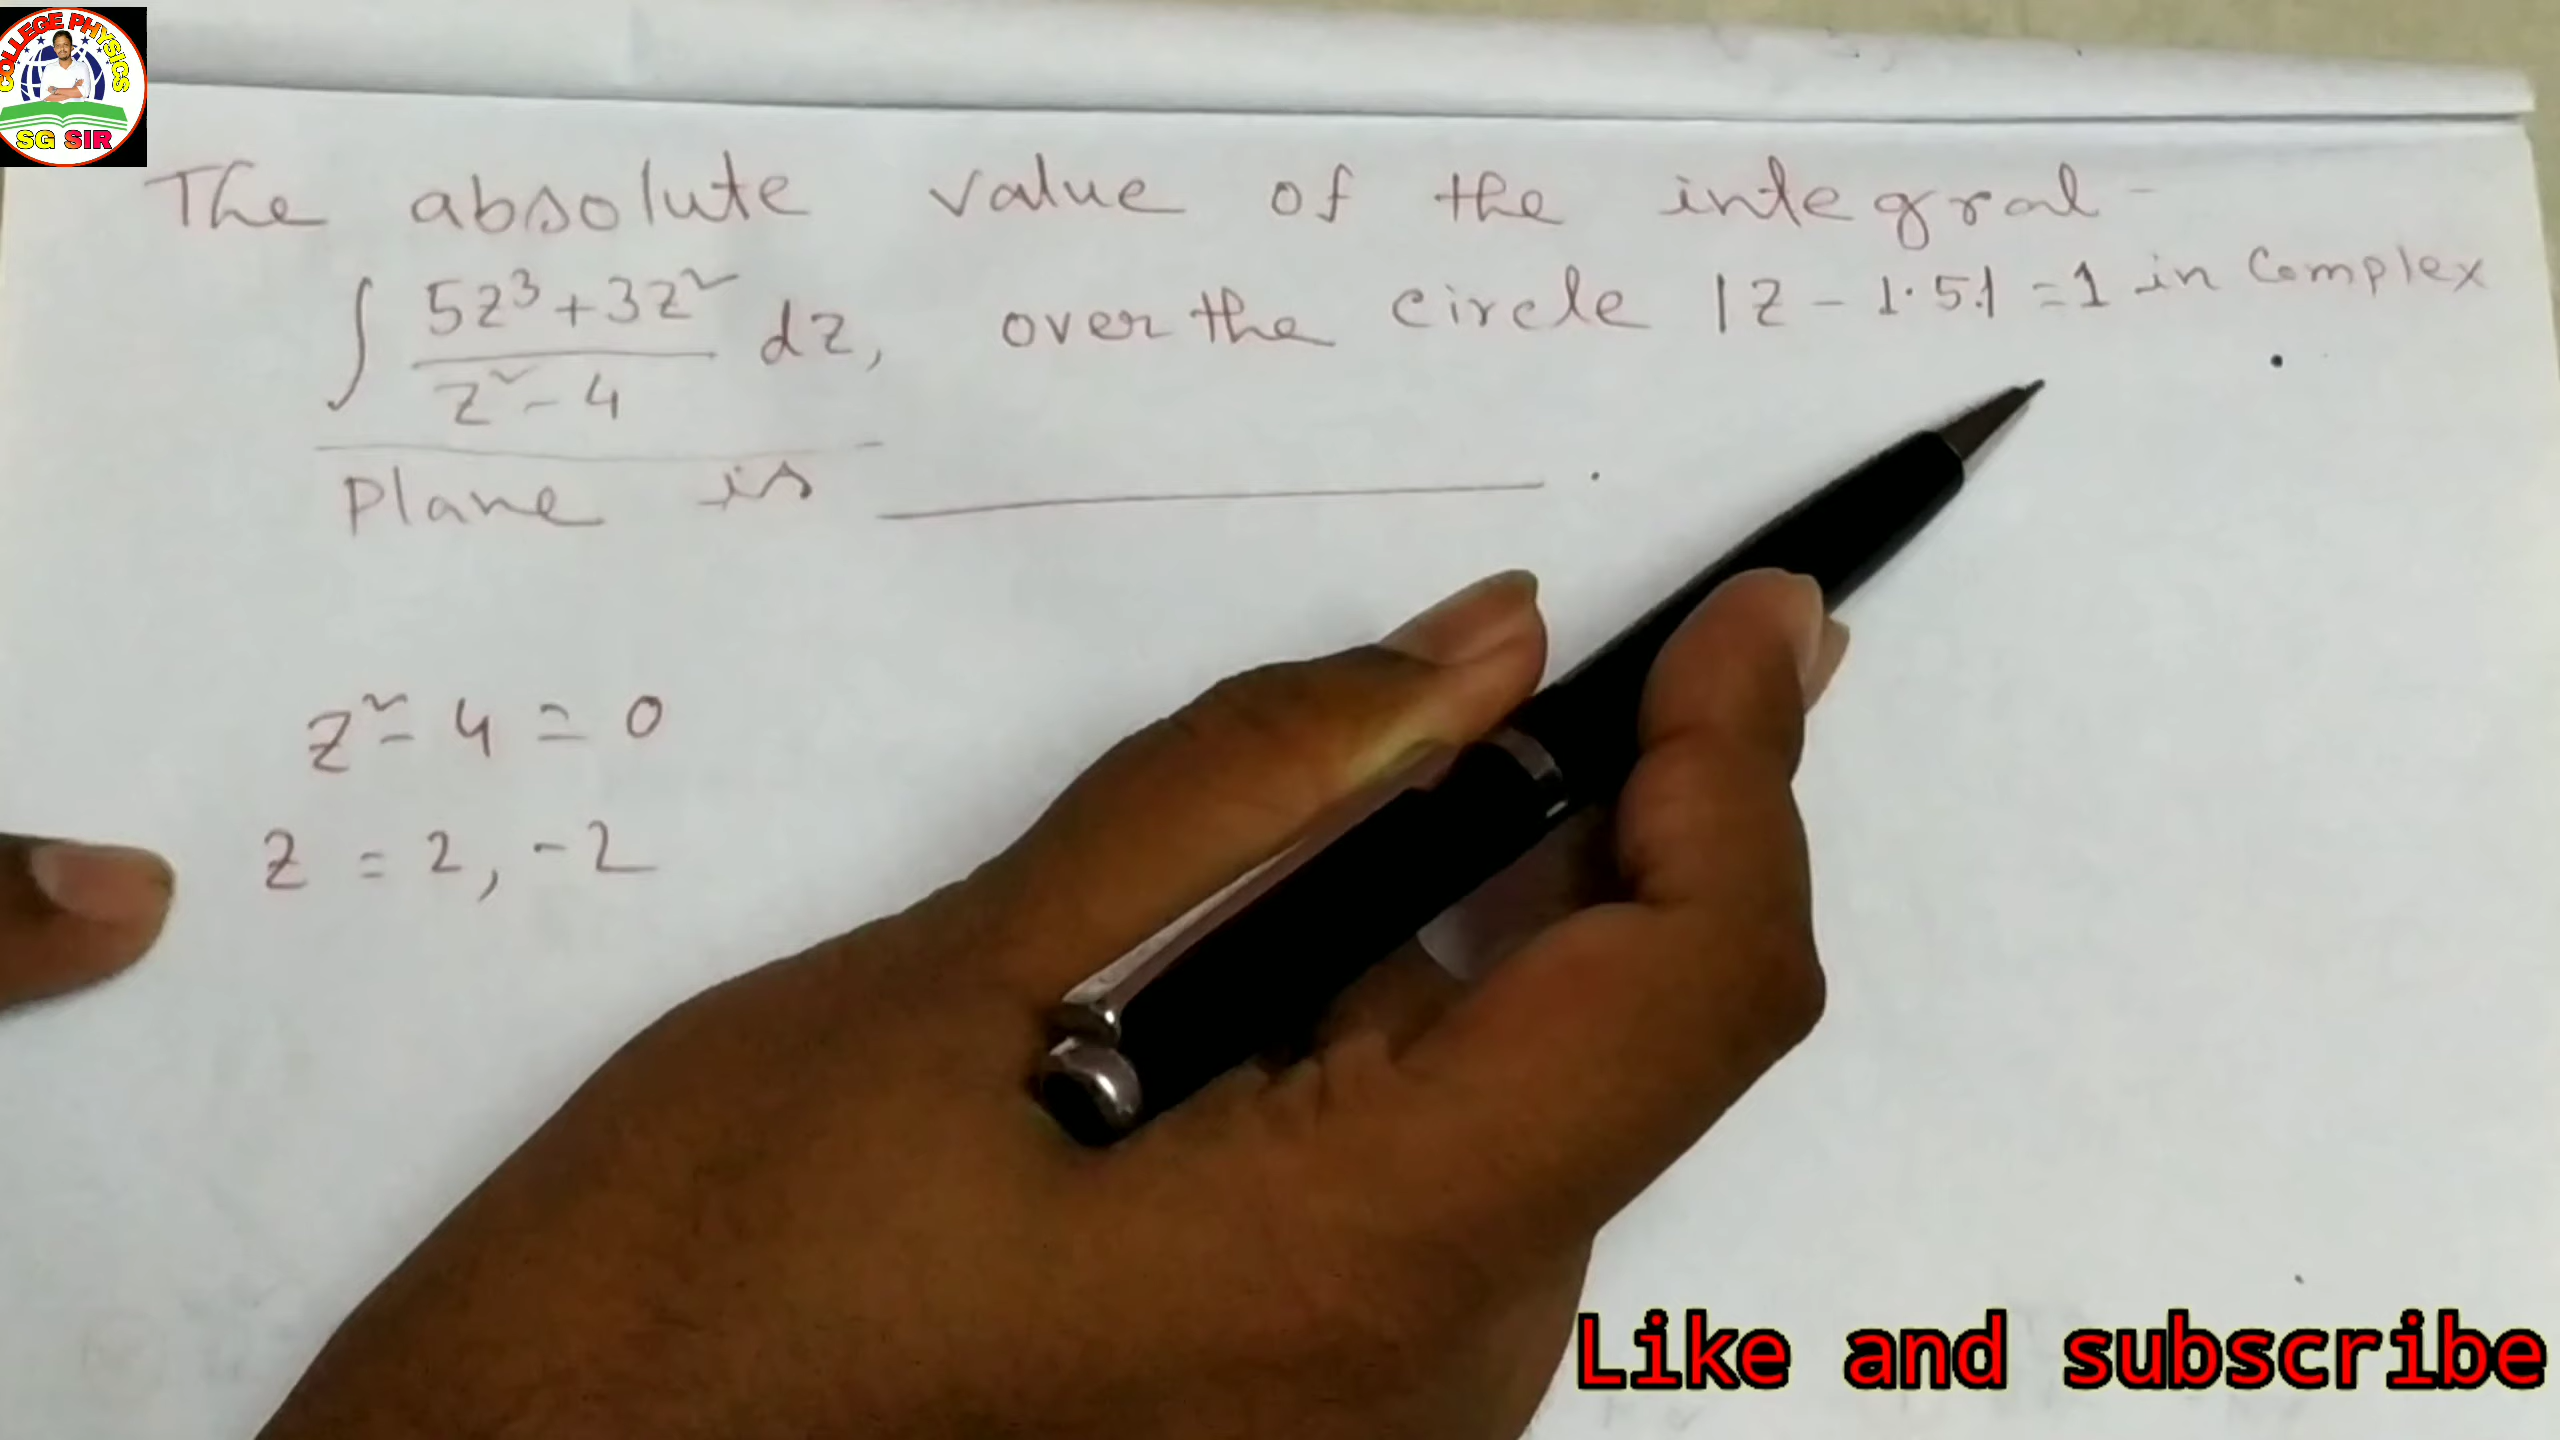 COLLEGE PHYSICS
SG SIR
The absolute value of the integral -
∫ 5z³+3z² / z²-4 dz, over the circle |z - 1.5| = 1 in complex
plane is ________ .
z² - 4 = 0
z = 2, -2
Like and subscribe